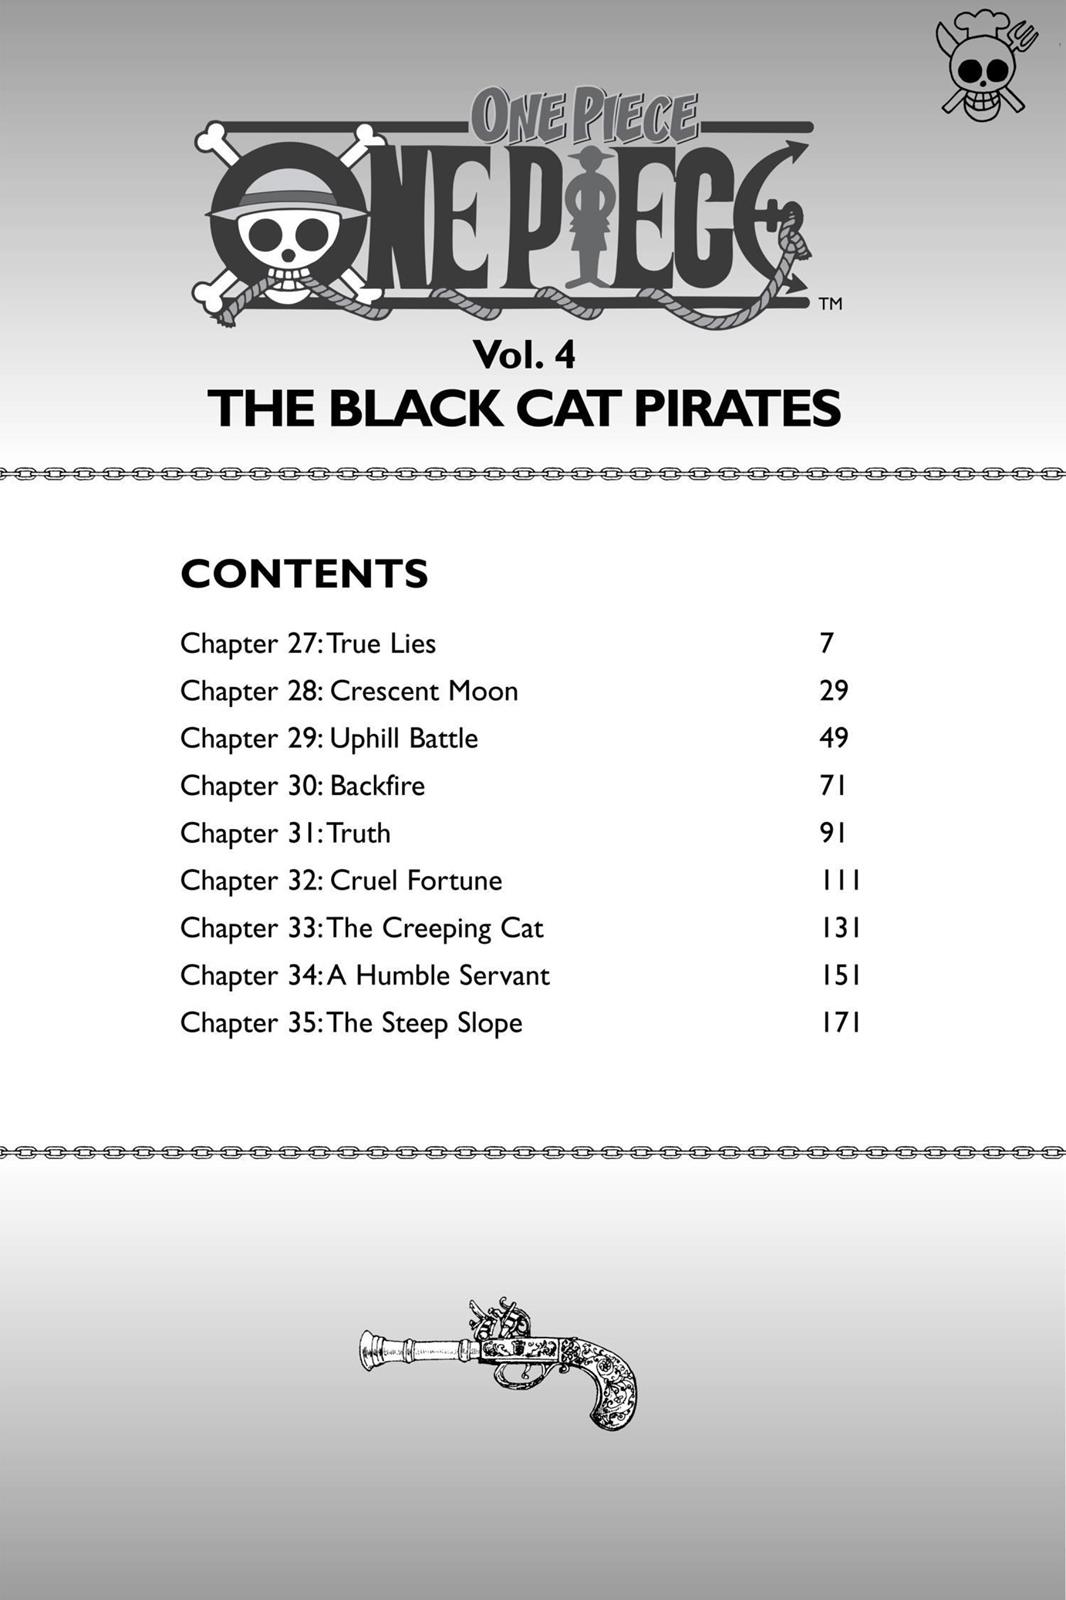 ONE PIECE
ONE PIECE
TM
Vol. 4
THE BLACK CAT PIRATES
CONTENTS
Chapter 27: True Lies 7
Chapter 28: Crescent Moon 29
Chapter 29: Uphill Battle 49
Chapter 30: Backfire 71
Chapter 31: Truth 91
Chapter 32: Cruel Fortune 111
Chapter 33: The Creeping Cat 131
Chapter 34: A Humble Servant 151
Chapter 35: The Steep Slope 171